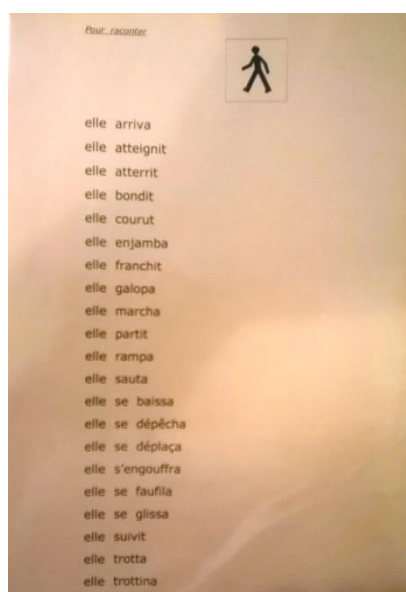 Pour raconter
elle arriva
elle atteignit
elle atterrit
elle bondit
elle courut
elle enjamba
elle franchit
elle galopa
elle marcha
elle partit
elle rampa
elle sauta
elle se baissa
elle se dépêcha
elle se déplaça
elle s'engouffra
elle se faufila
elle se glissa
elle suivit
elle trotta
elle trottina